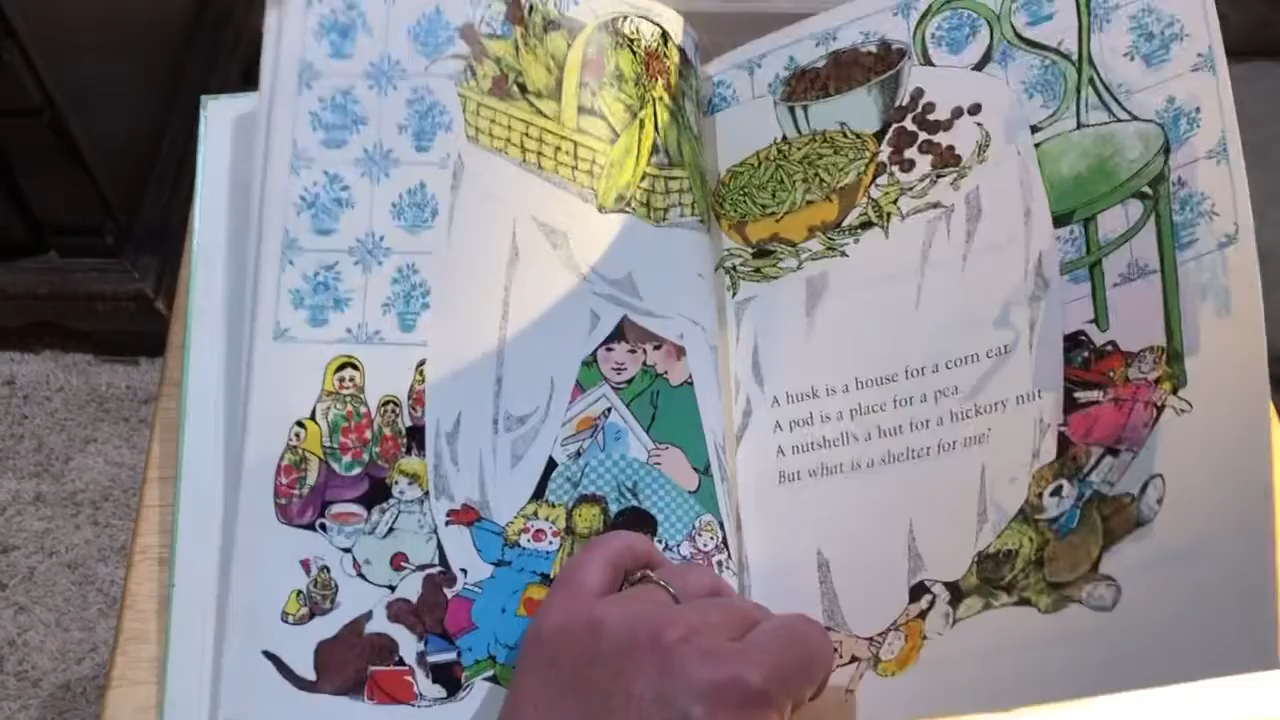 A husk is a house for a corn ear.
A pod is a place for a pea.
A nutshell's a hut for a hickory nut
But what is a shelter for me?